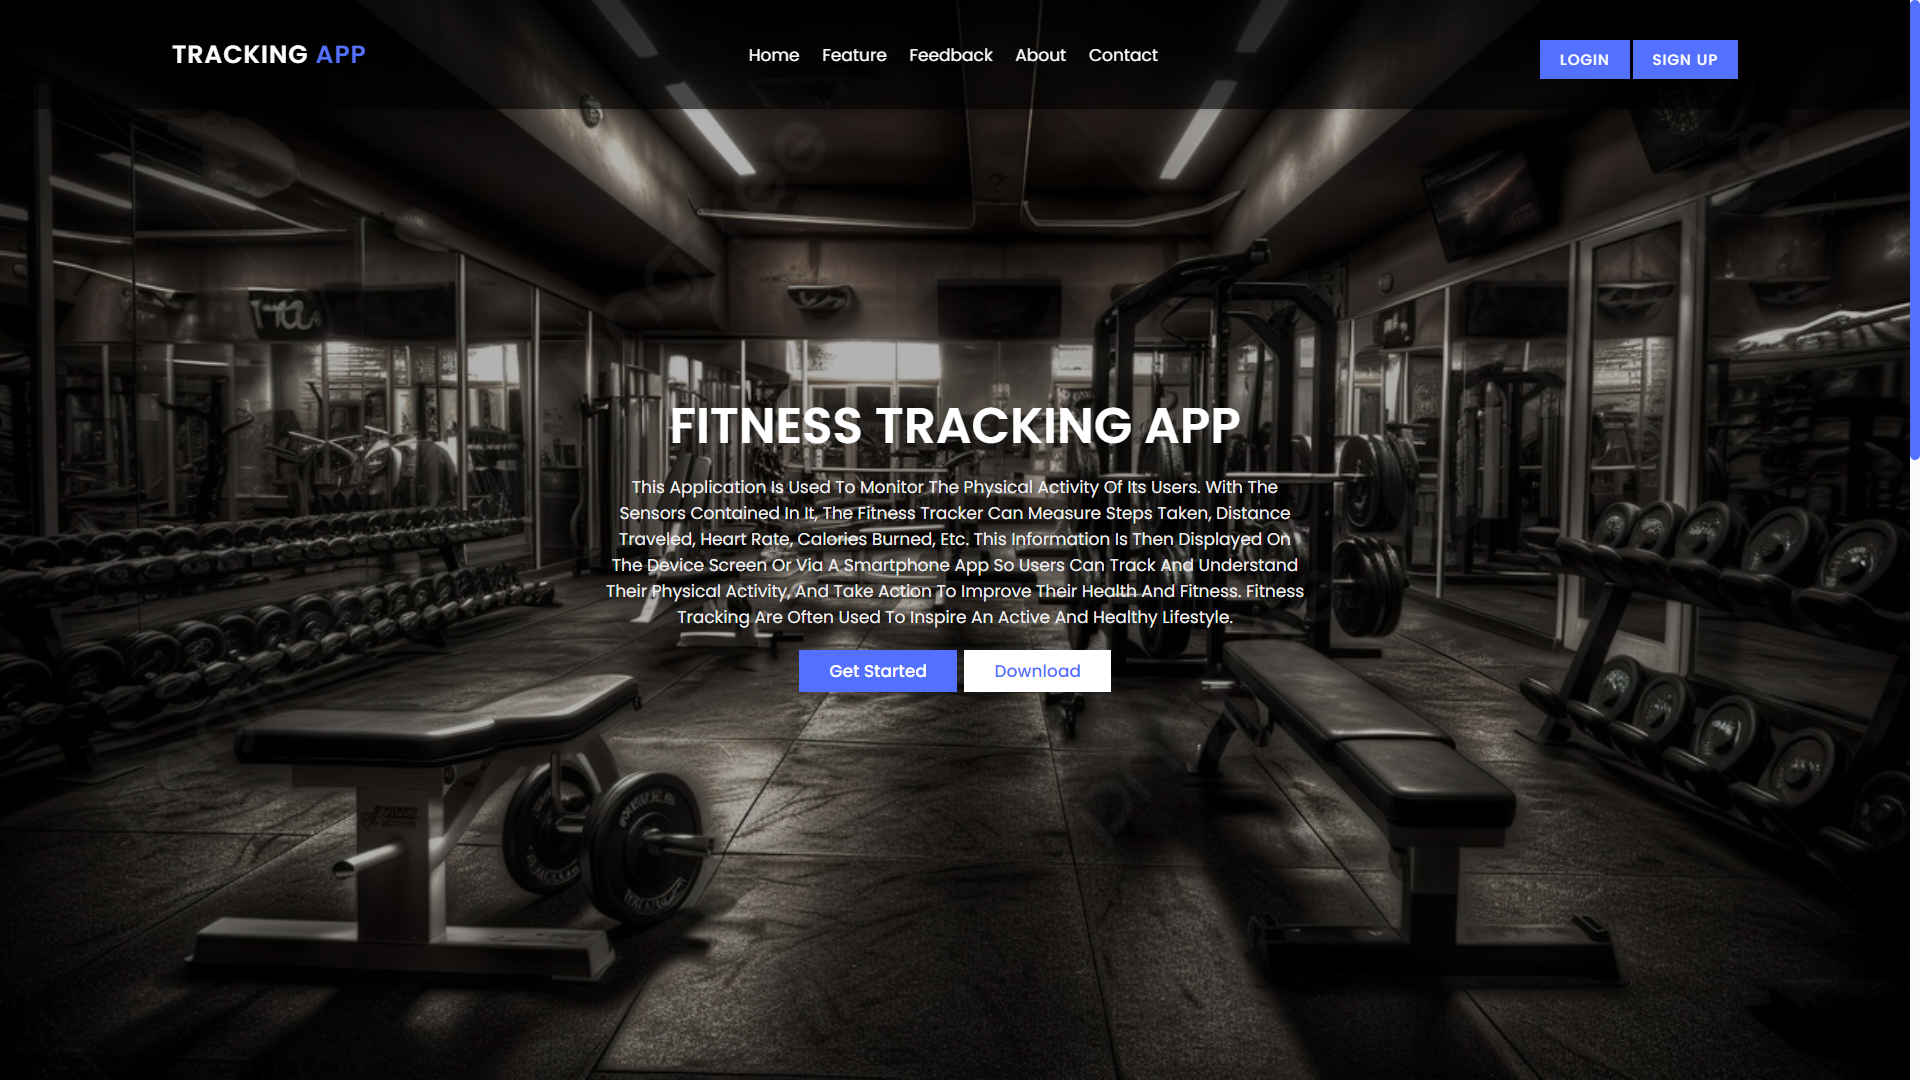 TRACKING APP
Home Feature Feedback About Contact
LOGIN SIGN UP
FITNESS TRACKING APP
This Application Is Used To Monitor The Physical Activity Of Its Users. With The
Sensors Contained In It, The Fitness Tracker Can Measure Steps Taken, Distance
Traveled, Heart Rate, Calories Burned, Etc. This Information Is Then Displayed On
The Device Screen Or Via A Smartphone App So Users Can Track And Understand
Their Physical Activity, And Take Action To Improve Their Health And Fitness. Fitness
Tracking Are Often Used To Inspire An Active And Healthy Lifestyle.
Get Started Download